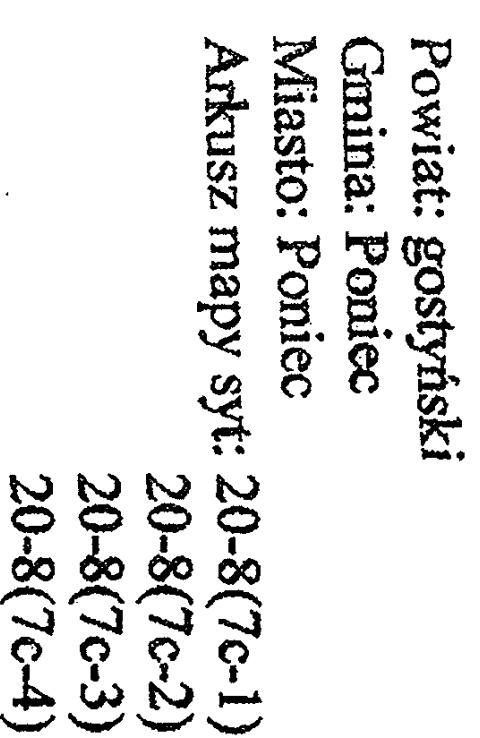 Powiat: gostyński
Gmina: Poniec
Miasto: Poniec
Arkusz mapy syt: 20-8(7c-1)
20-8(7c-2)
20-8(7c-3)
20-8(7c-4)